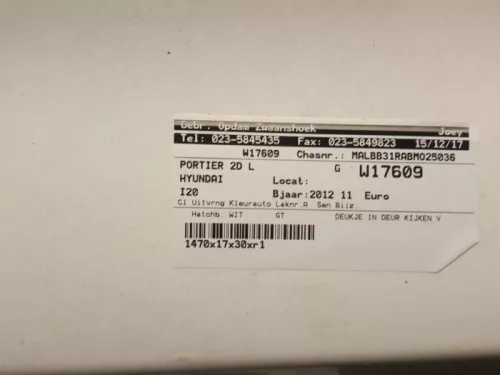 Gebr. Opdam Zwaanshoek Joey
Tel: 023-5845435 Fax: 023-5849823 15/12/17
W17609 Chasnr.: MALBB31RABM025036
PORTIER 2D L G W17609
HYUNDAI Locat:
I20 Bjaar:2012 11 Euro
Ci Uitvrng Kleurauto Laknr.A Sen Bijz.
Hatchb. WIT GT DEUKJE IN DEUR KIJKEN V
1470x17x30xr1